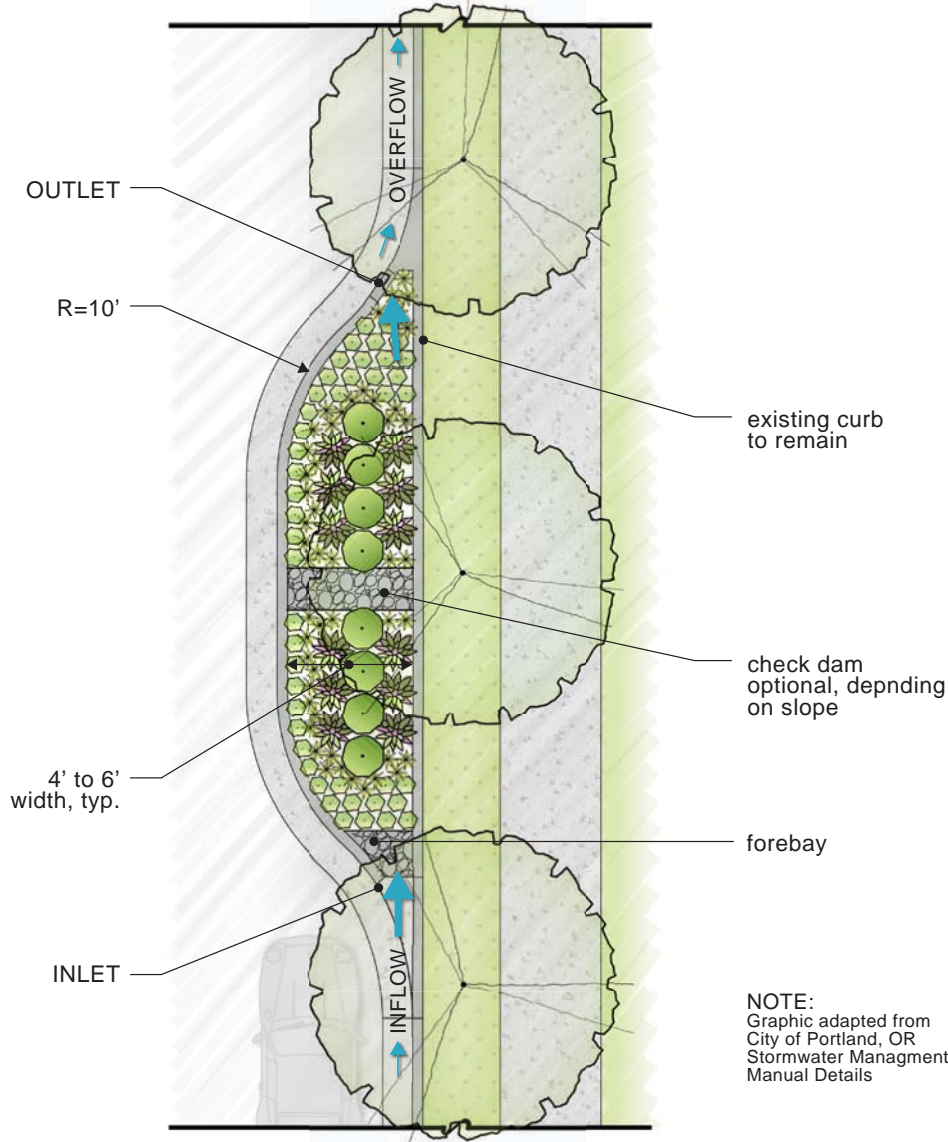 OVERFLOW
OUTLET
R=10’
existing curb
to remain
check dam
optional, depnding
on slope
4’ to 6’
width, typ.
forebay
INLET
INFLOW
NOTE:
Graphic adapted from
City of Portland, OR
Stormwater Managment
Manual Details